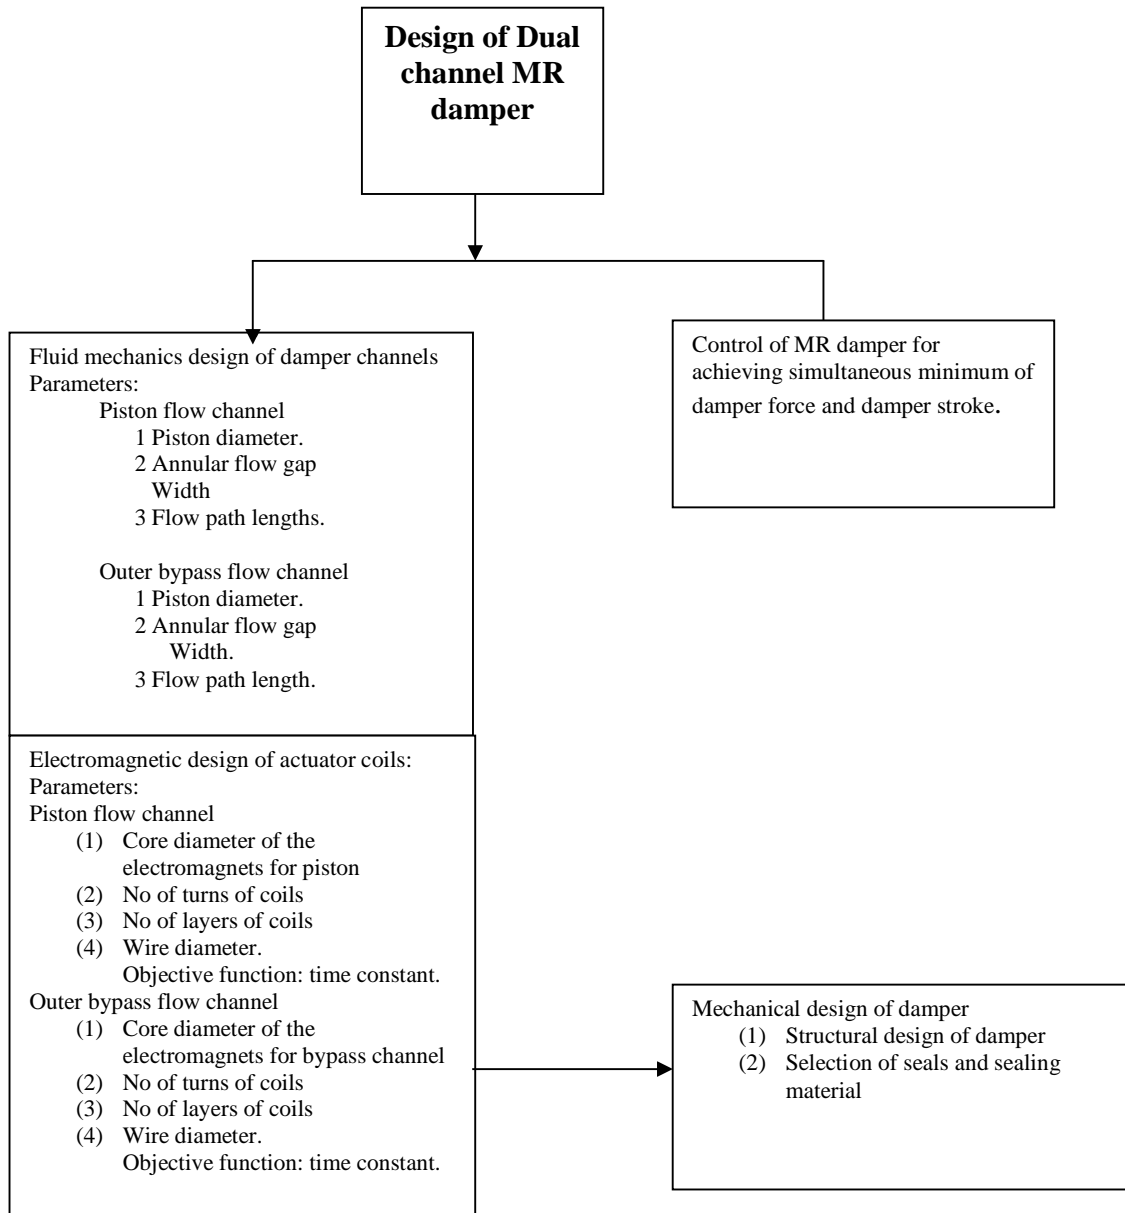 Design of Dual
channel MR
damper
Fluid mechanics design of damper channels
Parameters:
Piston flow channel
1 Piston diameter.
2 Annular flow gap
Width
3 Flow path lengths.
Outer bypass flow channel
1 Piston diameter.
2 Annular flow gap
Width.
3 Flow path length.
Control of MR damper for
achieving simultaneous minimum of
damper force and damper stroke.
Electromagnetic design of actuator coils:
Parameters:
Piston flow channel
(1) Core diameter of the
electromagnets for piston
(2) No of turns of coils
(3) No of layers of coils
(4) Wire diameter.
Objective function: time constant.
Outer bypass flow channel
(1) Core diameter of the
electromagnets for bypass channel
(2) No of turns of coils
(3) No of layers of coils
(4) Wire diameter.
Objective function: time constant.
Mechanical design of damper
(1) Structural design of damper
(2) Selection of seals and sealing
material